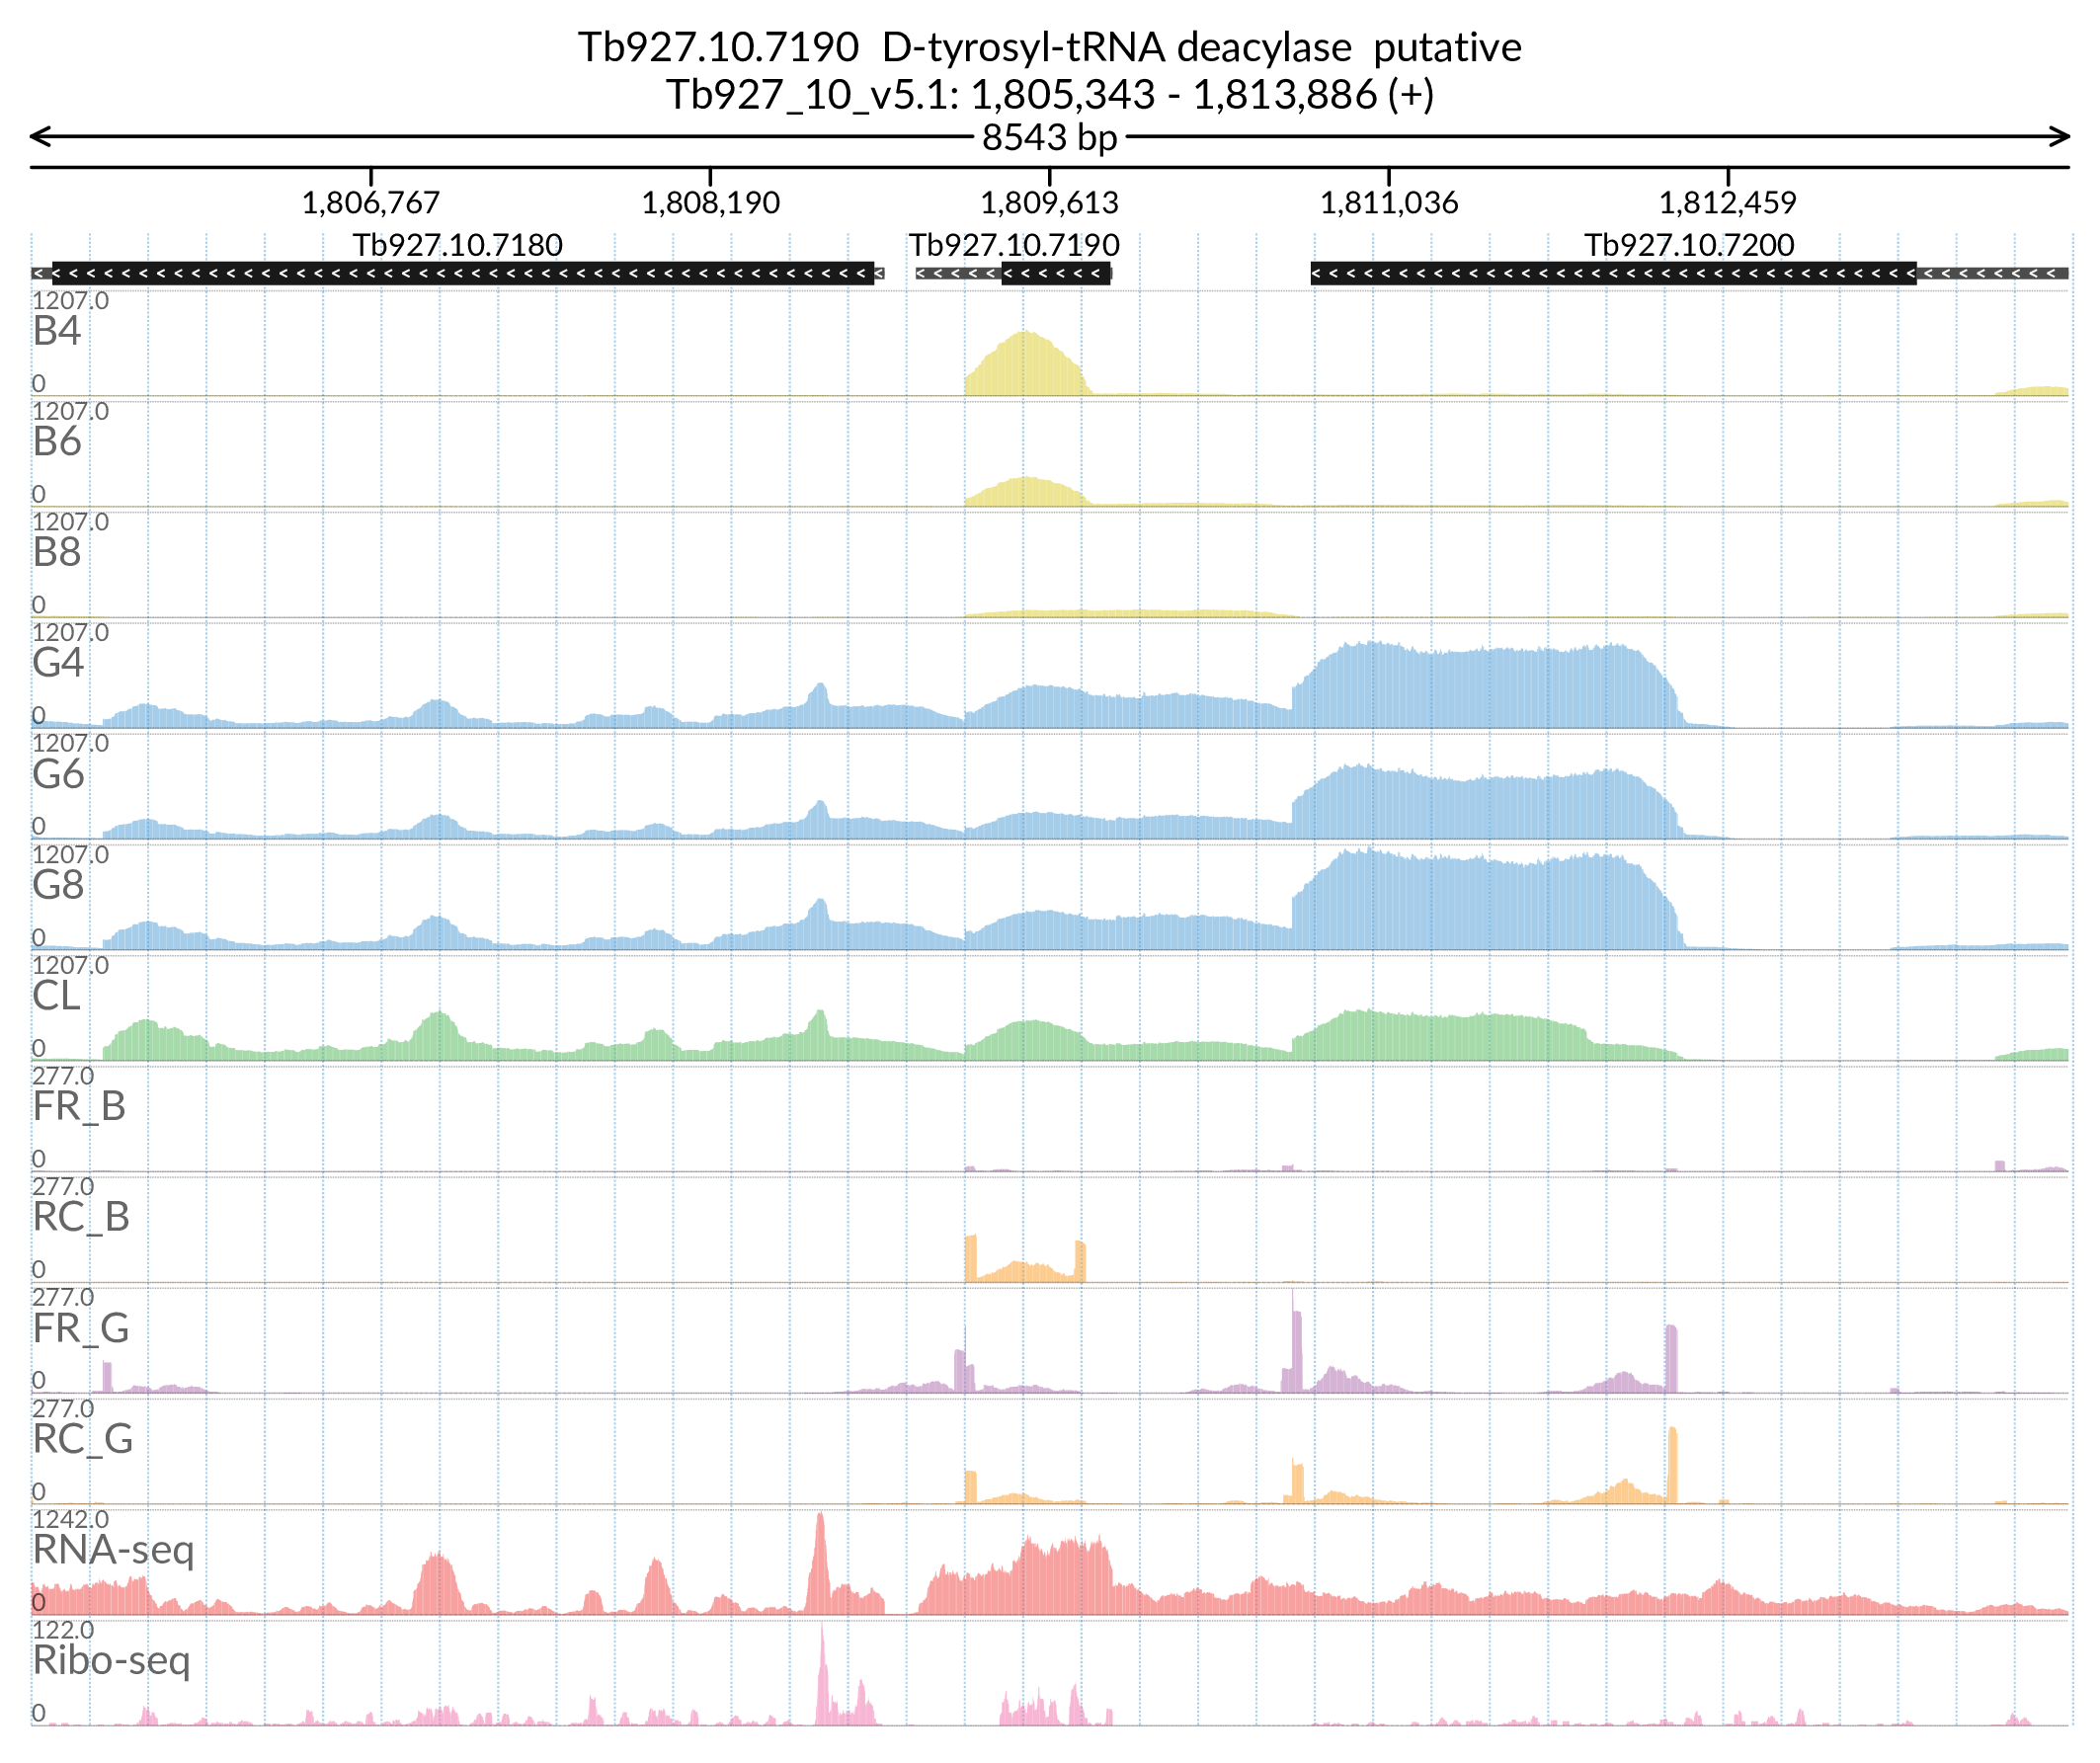 Tb927.10.7190  D-tyrosyl-tRNA deacylase  putative
Tb927_10_v5.1: 1,805,343 - 1,813,886 (+)
8543 bp
1,806,767 1,808,190 1,809,613 1,811,036 1,812,459
Tb927.10.7180 Tb927.10.7190 Tb927.10.7200
1207.0
B4
0
1207.0
B6
0
1207.0
B8
0
1207.0
G4
0
1207.0
G6
0
1207.0
G8
0
1207.0
CL
0
277.0
FR_B
0
277.0
RC_B
0
277.0
FR_G
0
277.0
RC_G
0
1242.0
RNA-seq
0
122.0
Ribo-seq
0